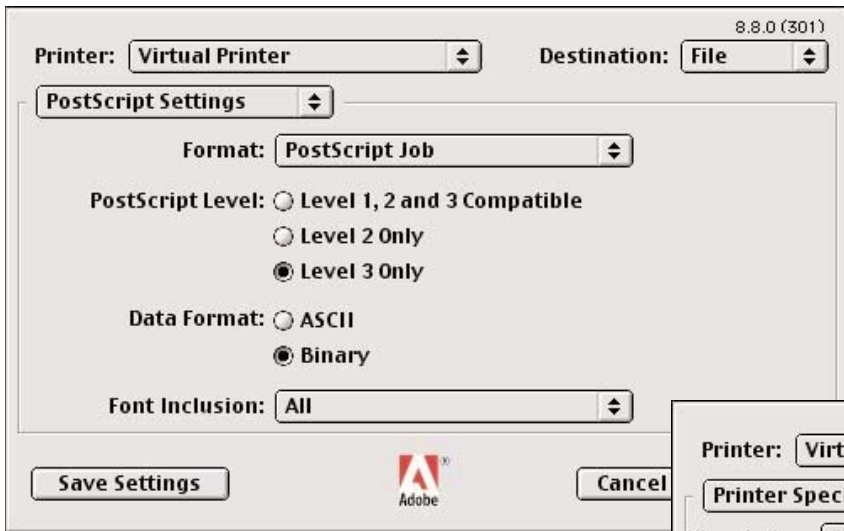 8.8.0 (301)
Printer: Virtual Printer Destination: File
PostScript Settings
Format: PostScript Job
PostScript Level: Level 1, 2 and 3 Compatible
Level 2 Only
Level 3 Only
Data Format: ASCII
Binary
Font Inclusion: All
Save Settings
Adobe®
Cancel
Printer: Virt
Printer Speci